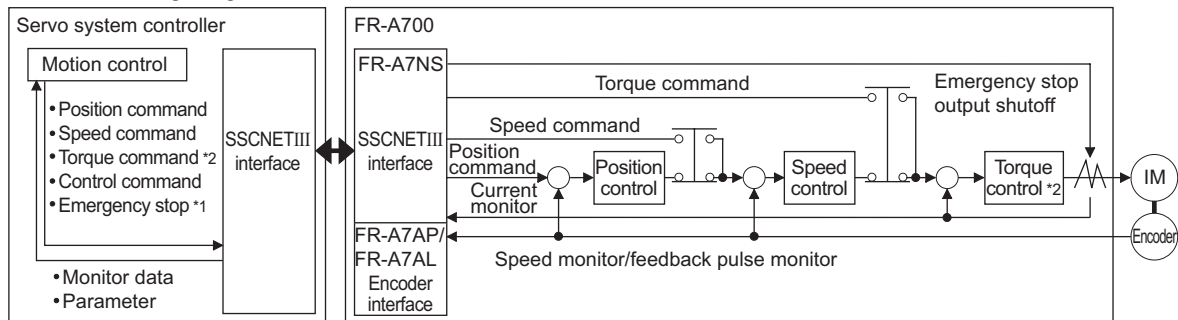 Servo system controller
Motion control
•Position command
•Speed command
•Torque command *2
•Control command
•Emergency stop *1
•Monitor data
•Parameter
SSCNETIII
interface
FR-A700
FR-A7NS
SSCNETIII
interface
FR-A7AP/
FR-A7AL
Encoder
interface
Torque command
Speed command
Position
command
Current
monitor
Position
control
Speed
control
Torque
control *2
Emergency stop
output shutoff
IM
Encoder
Speed monitor/feedback pulse monitor